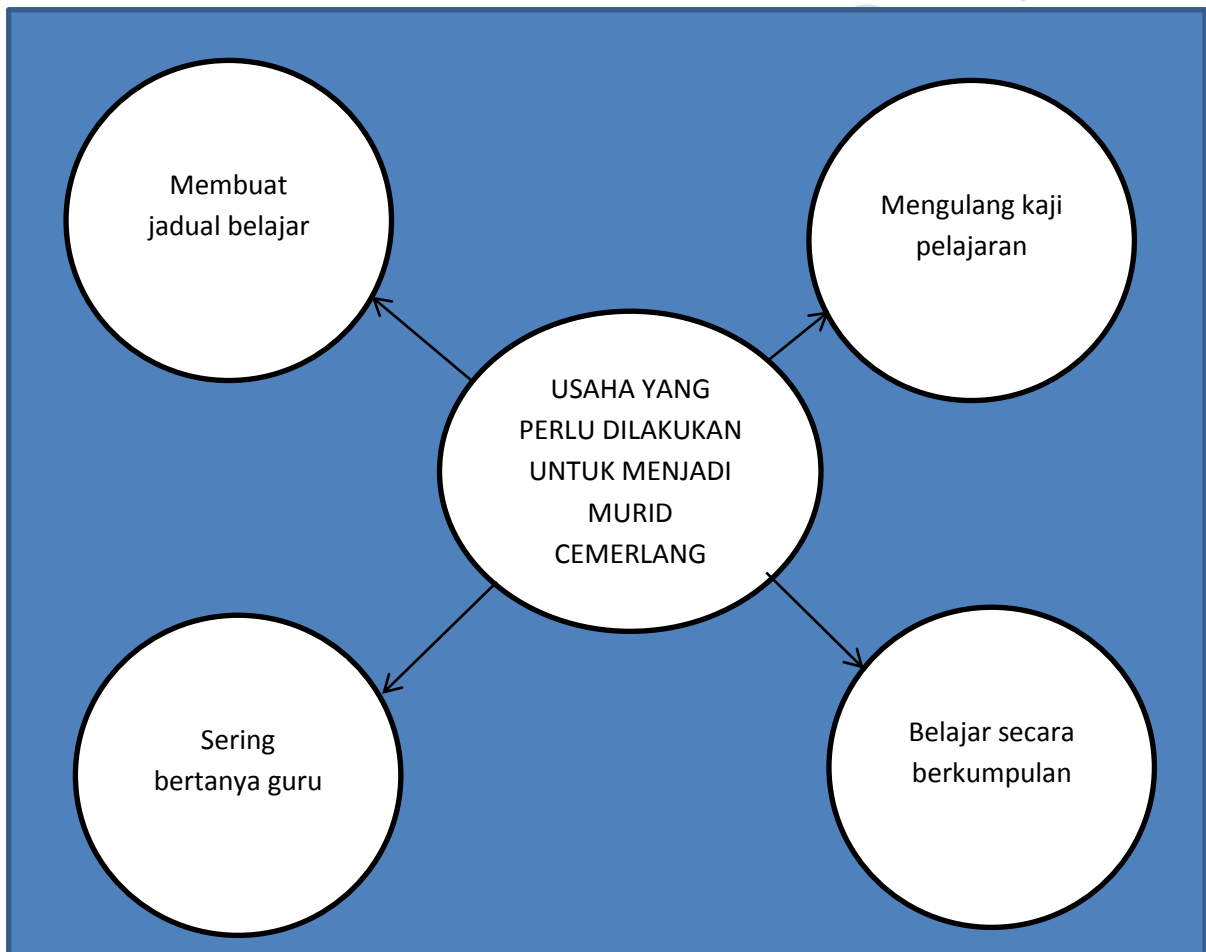 Membuat
jadual belajar
Mengulang kaji
pelajaran
USAHA YANG
PERLU DILAKUKAN
UNTUK MENJADI
MURID
CEMERLANG
Sering
bertanya guru
Belajar secara
berkumpulan